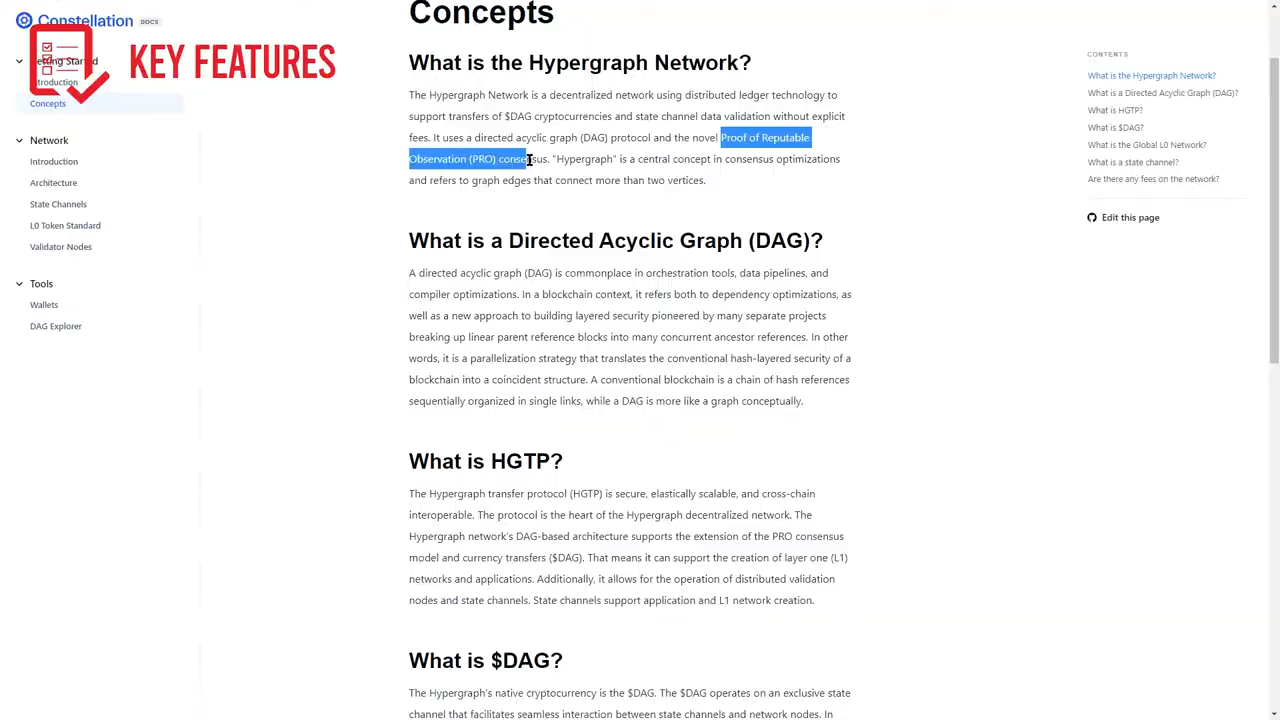 Constellation DOCS
KEY FEATURES
Concepts
Network
Introduction
Architecture
State Channels
L0 Token Standard
Validator Nodes
Tools
Wallets
DAG Explorer
Concepts
What is the Hypergraph Network?
The Hypergraph Network is a decentralized network using distributed ledger technology to
support transfers of $DAG cryptocurrencies and state channel data validation without explicit
fees. It uses a directed acyclic graph (DAG) protocol and the novel Proof of Reputable
Observation (PRO) consensus. "Hypergraph" is a central concept in consensus optimizations
and refers to graph edges that connect more than two vertices.
What is a Directed Acyclic Graph (DAG)?
A directed acyclic graph (DAG) is commonplace in orchestration tools, data pipelines, and
compiler optimizations. In a blockchain context, it refers both to dependency optimizations, as
well as a new approach to building layered security pioneered by many separate projects
breaking up linear parent reference blocks into many concurrent ancestor references. In other
words, it is a parallelization strategy that translates the conventional hash-layered security of a
blockchain into a coincident structure. A conventional blockchain is a chain of hash references
sequentially organized in single links, while a DAG is more like a graph conceptually.
What is HGTP?
The Hypergraph transfer protocol (HGTP) is secure, elastically scalable, and cross-chain
interoperable. The protocol is the heart of the Hypergraph decentralized network. The
Hypergraph network's DAG-based architecture supports the extension of the PRO consensus
model and currency transfers ($DAG). That means it can support the creation of layer one (L1)
networks and applications. Additionally, it allows for the operation of distributed validation
nodes and state channels. State channels support application and L1 network creation.
What is $DAG?
The Hypergraph's native cryptocurrency is the $DAG. The $DAG operates on an exclusive state
channel that facilitates seamless interaction between state channels and network nodes. In
CONTENTS
What is the Hypergraph Network?
What is a Directed Acyclic Graph (DAG)?
What is HGTP?
What is $DAG?
What is the Global L0 Network?
What is a state channel?
Are there any fees on the network?
Edit this page